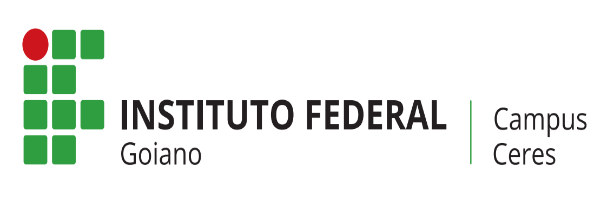 INSTITUTO FEDERAL
Goiano
Campus
Ceres